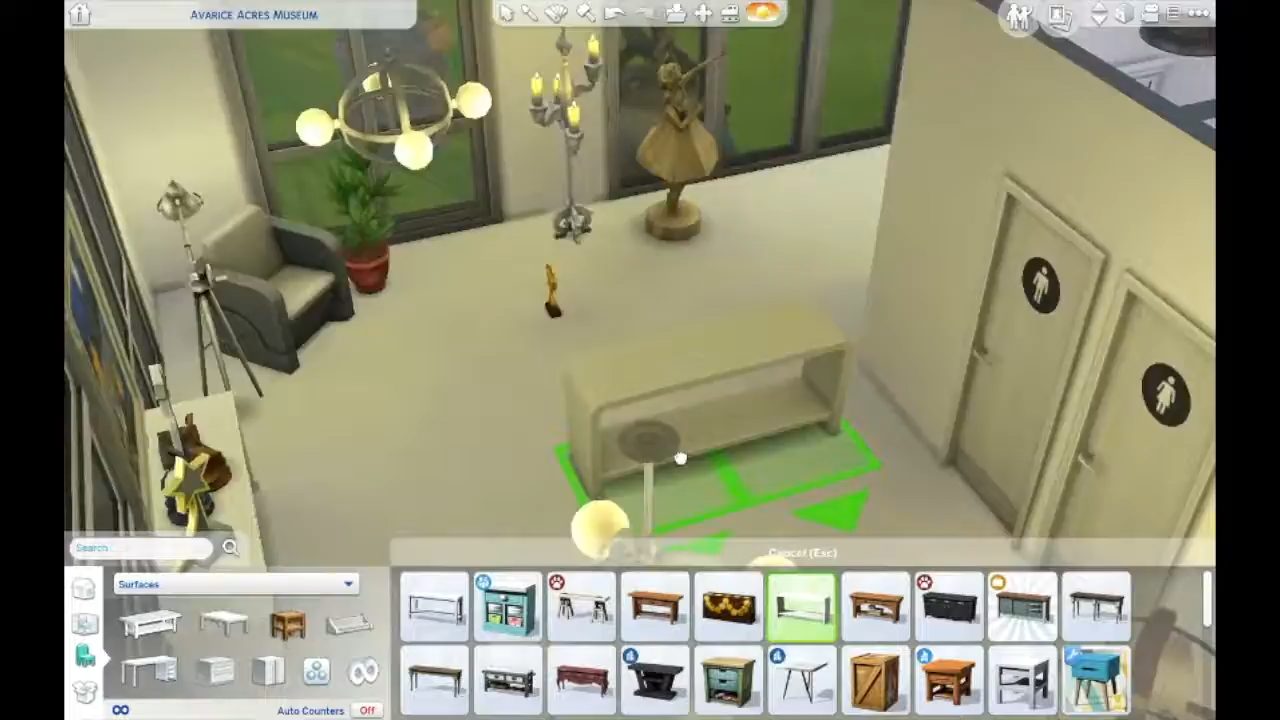 Avarice Acres Museum
Cancel (Esc)
Search...
Surfaces
Auto Counters
Off